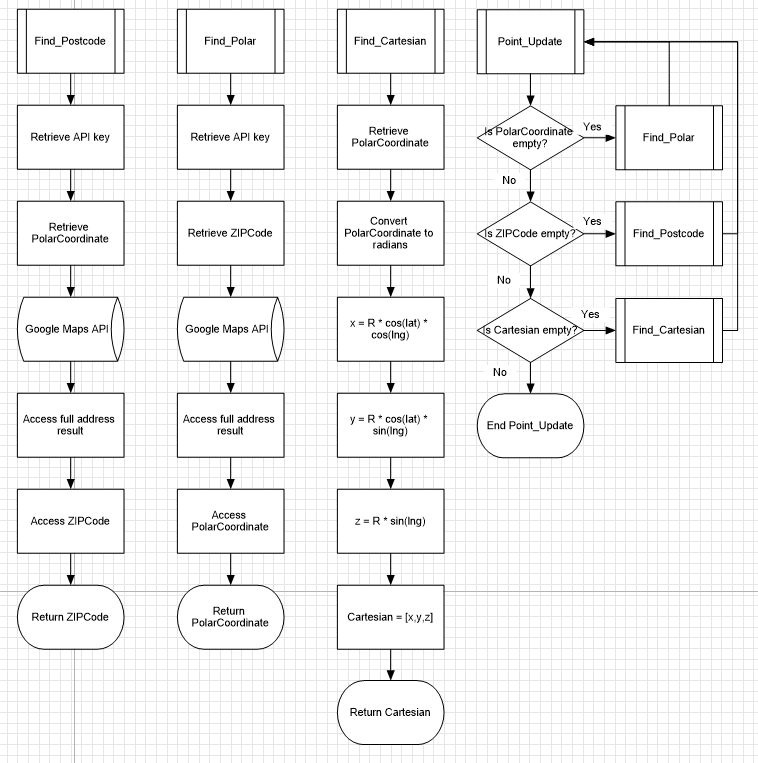 Find_Postcode
Retrieve API key
Retrieve
PolarCoordinate
Google Maps API
Access full address
result
Access ZIPCode
Return ZIPCode
Find_Polar
Retrieve API key
Retrieve ZIPCode
Google Maps API
Access full address
result
Access
PolarCoordinate
Return
PolarCoordinate
Find_Cartesian
Retrieve
PolarCoordinate
Convert
PolarCoordinate to
radians
x = R * cos(lat) *
cos(lng)
y = R * cos(lat) *
sin(lng)
z = R * sin(lng)
Cartesian = [x,y,z]
Return Cartesian
Point_Update
Is PolarCoordinate
empty?
Yes
Find_Polar
No
Is ZIPCode empty?
Yes
Find_Postcode
No
Is Cartesian empty?
Yes
Find_Cartesian
No
End Point_Update